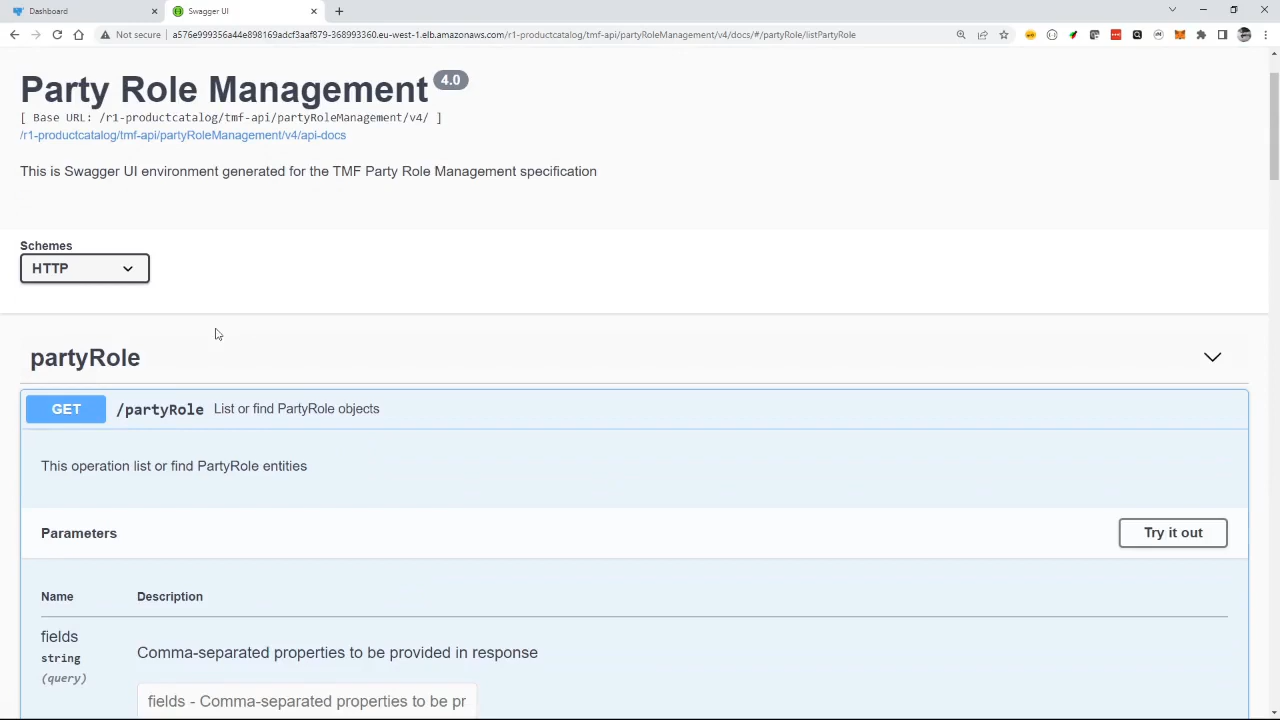 Dashboard
Swagger UI
Not secure
a576e999356a44e898169adcf3aaf879-368993360.eu-west-1.elb.amazonaws.com/r1-productcatalog/tmf-api/partyRoleManagement/v4/docs/#/partyRole/listPartyRole
Party Role Management 4.0
[ Base URL: /r1-productcatalog/tmf-api/partyRoleManagement/v4/ ]
/r1-productcatalog/tmf-api/partyRoleManagement/v4/api-docs
This is Swagger UI environment generated for the TMF Party Role Management specification
Schemes
HTTP
partyRole
GET /partyRole List or find PartyRole objects
This operation list or find PartyRole entities
Parameters
Try it out
Name Description
fields
string
(query)
Comma-separated properties to be provided in response
fields - Comma-separated properties to be pr